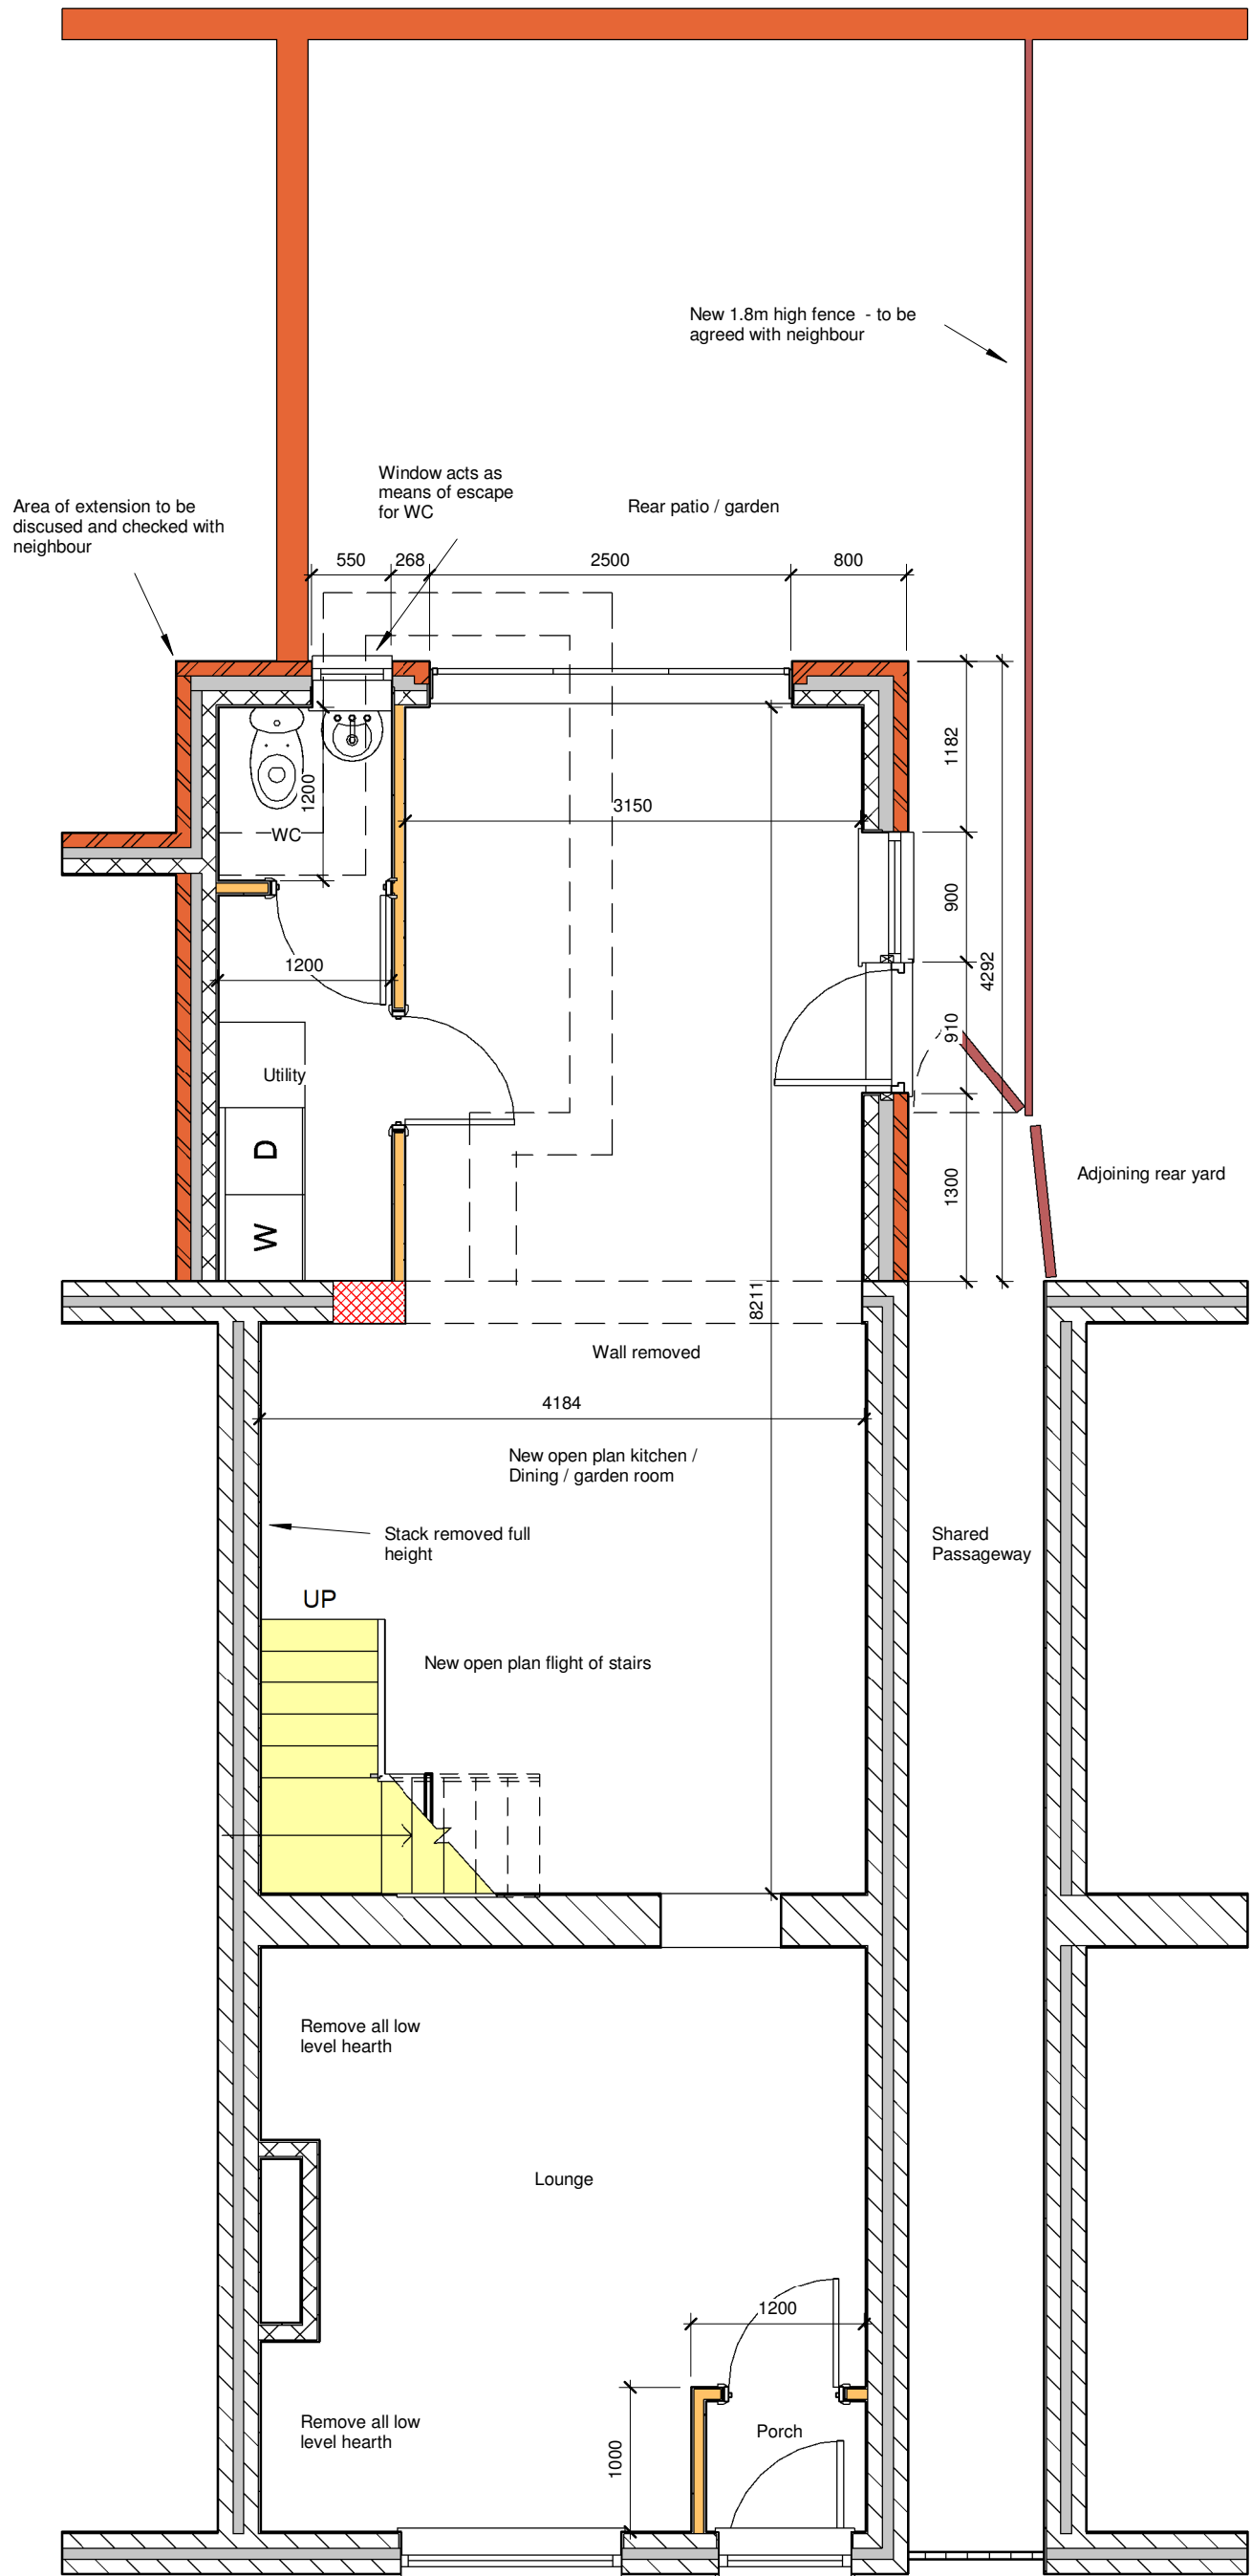 New 1.8m high fence - to be
agreed with neighbour
Window acts as
means of escape
for WC
Rear patio / garden
Area of extension to be
discused and checked with
neighbour
550
268
2500
800
1182
1200
3150
WC
900
4292
1200
910
Utility
D
1300
Adjoining rear yard
W
8211
Wall removed
4184
New open plan kitchen /
Dining / garden room
Stack removed full
height
Shared
Passageway
UP
New open plan flight of stairs
Remove all low
level hearth
Lounge
1200
Remove all low
level hearth
Porch
1000